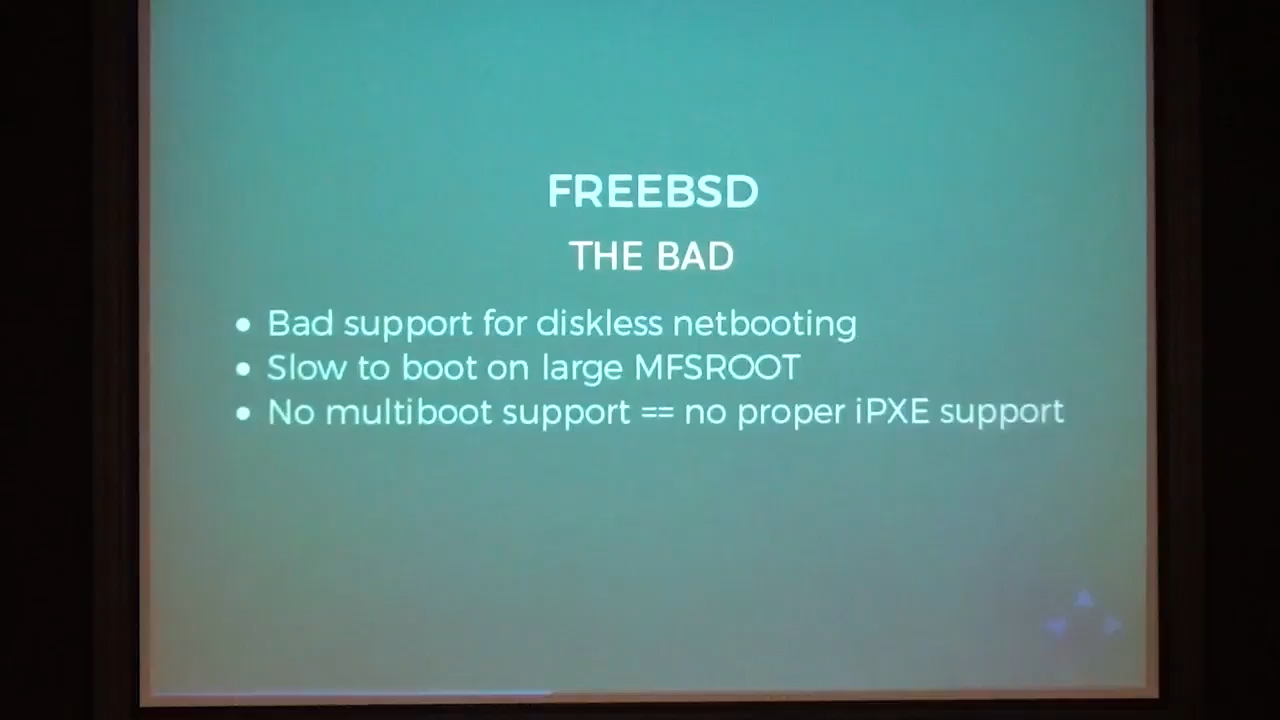 FREEBSD
THE BAD
• Bad support for diskless netbooting
• Slow to boot on large MFSROOT
• No multiboot support == no proper iPXE support